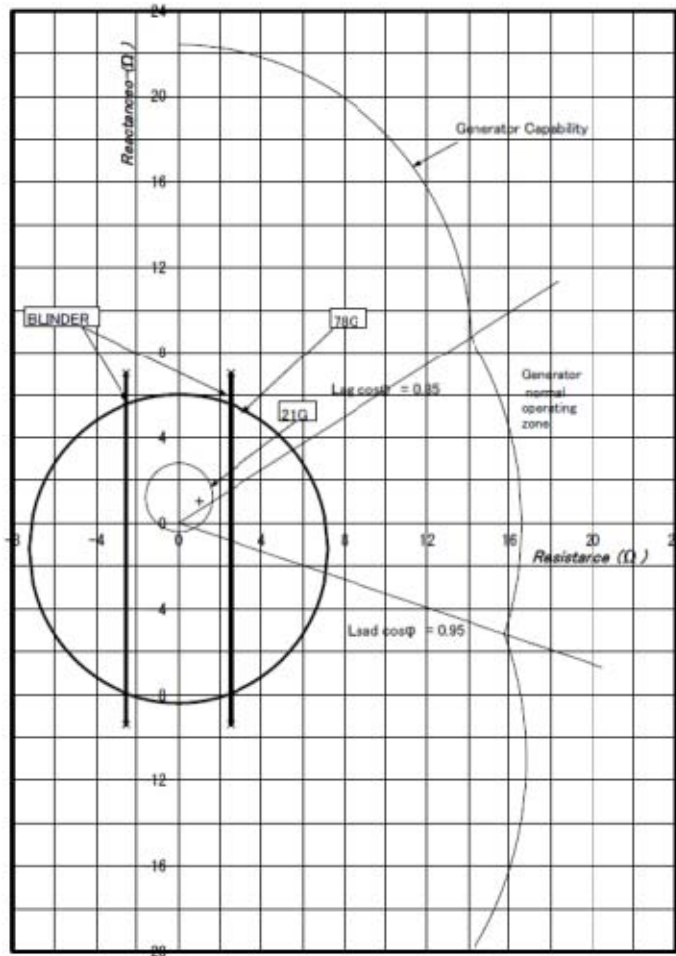 24
Reactances (Ω)
20
Generator Capability
16
12
BLINDER
78G
8
Generator
normal
operating
zone
Lag cosφ = 0.85
21G
4
0
-8
-4
0
4
8
12
16
20
24
Resistance (Ω)
4
Lead cosφ = 0.95
8
12
16
20